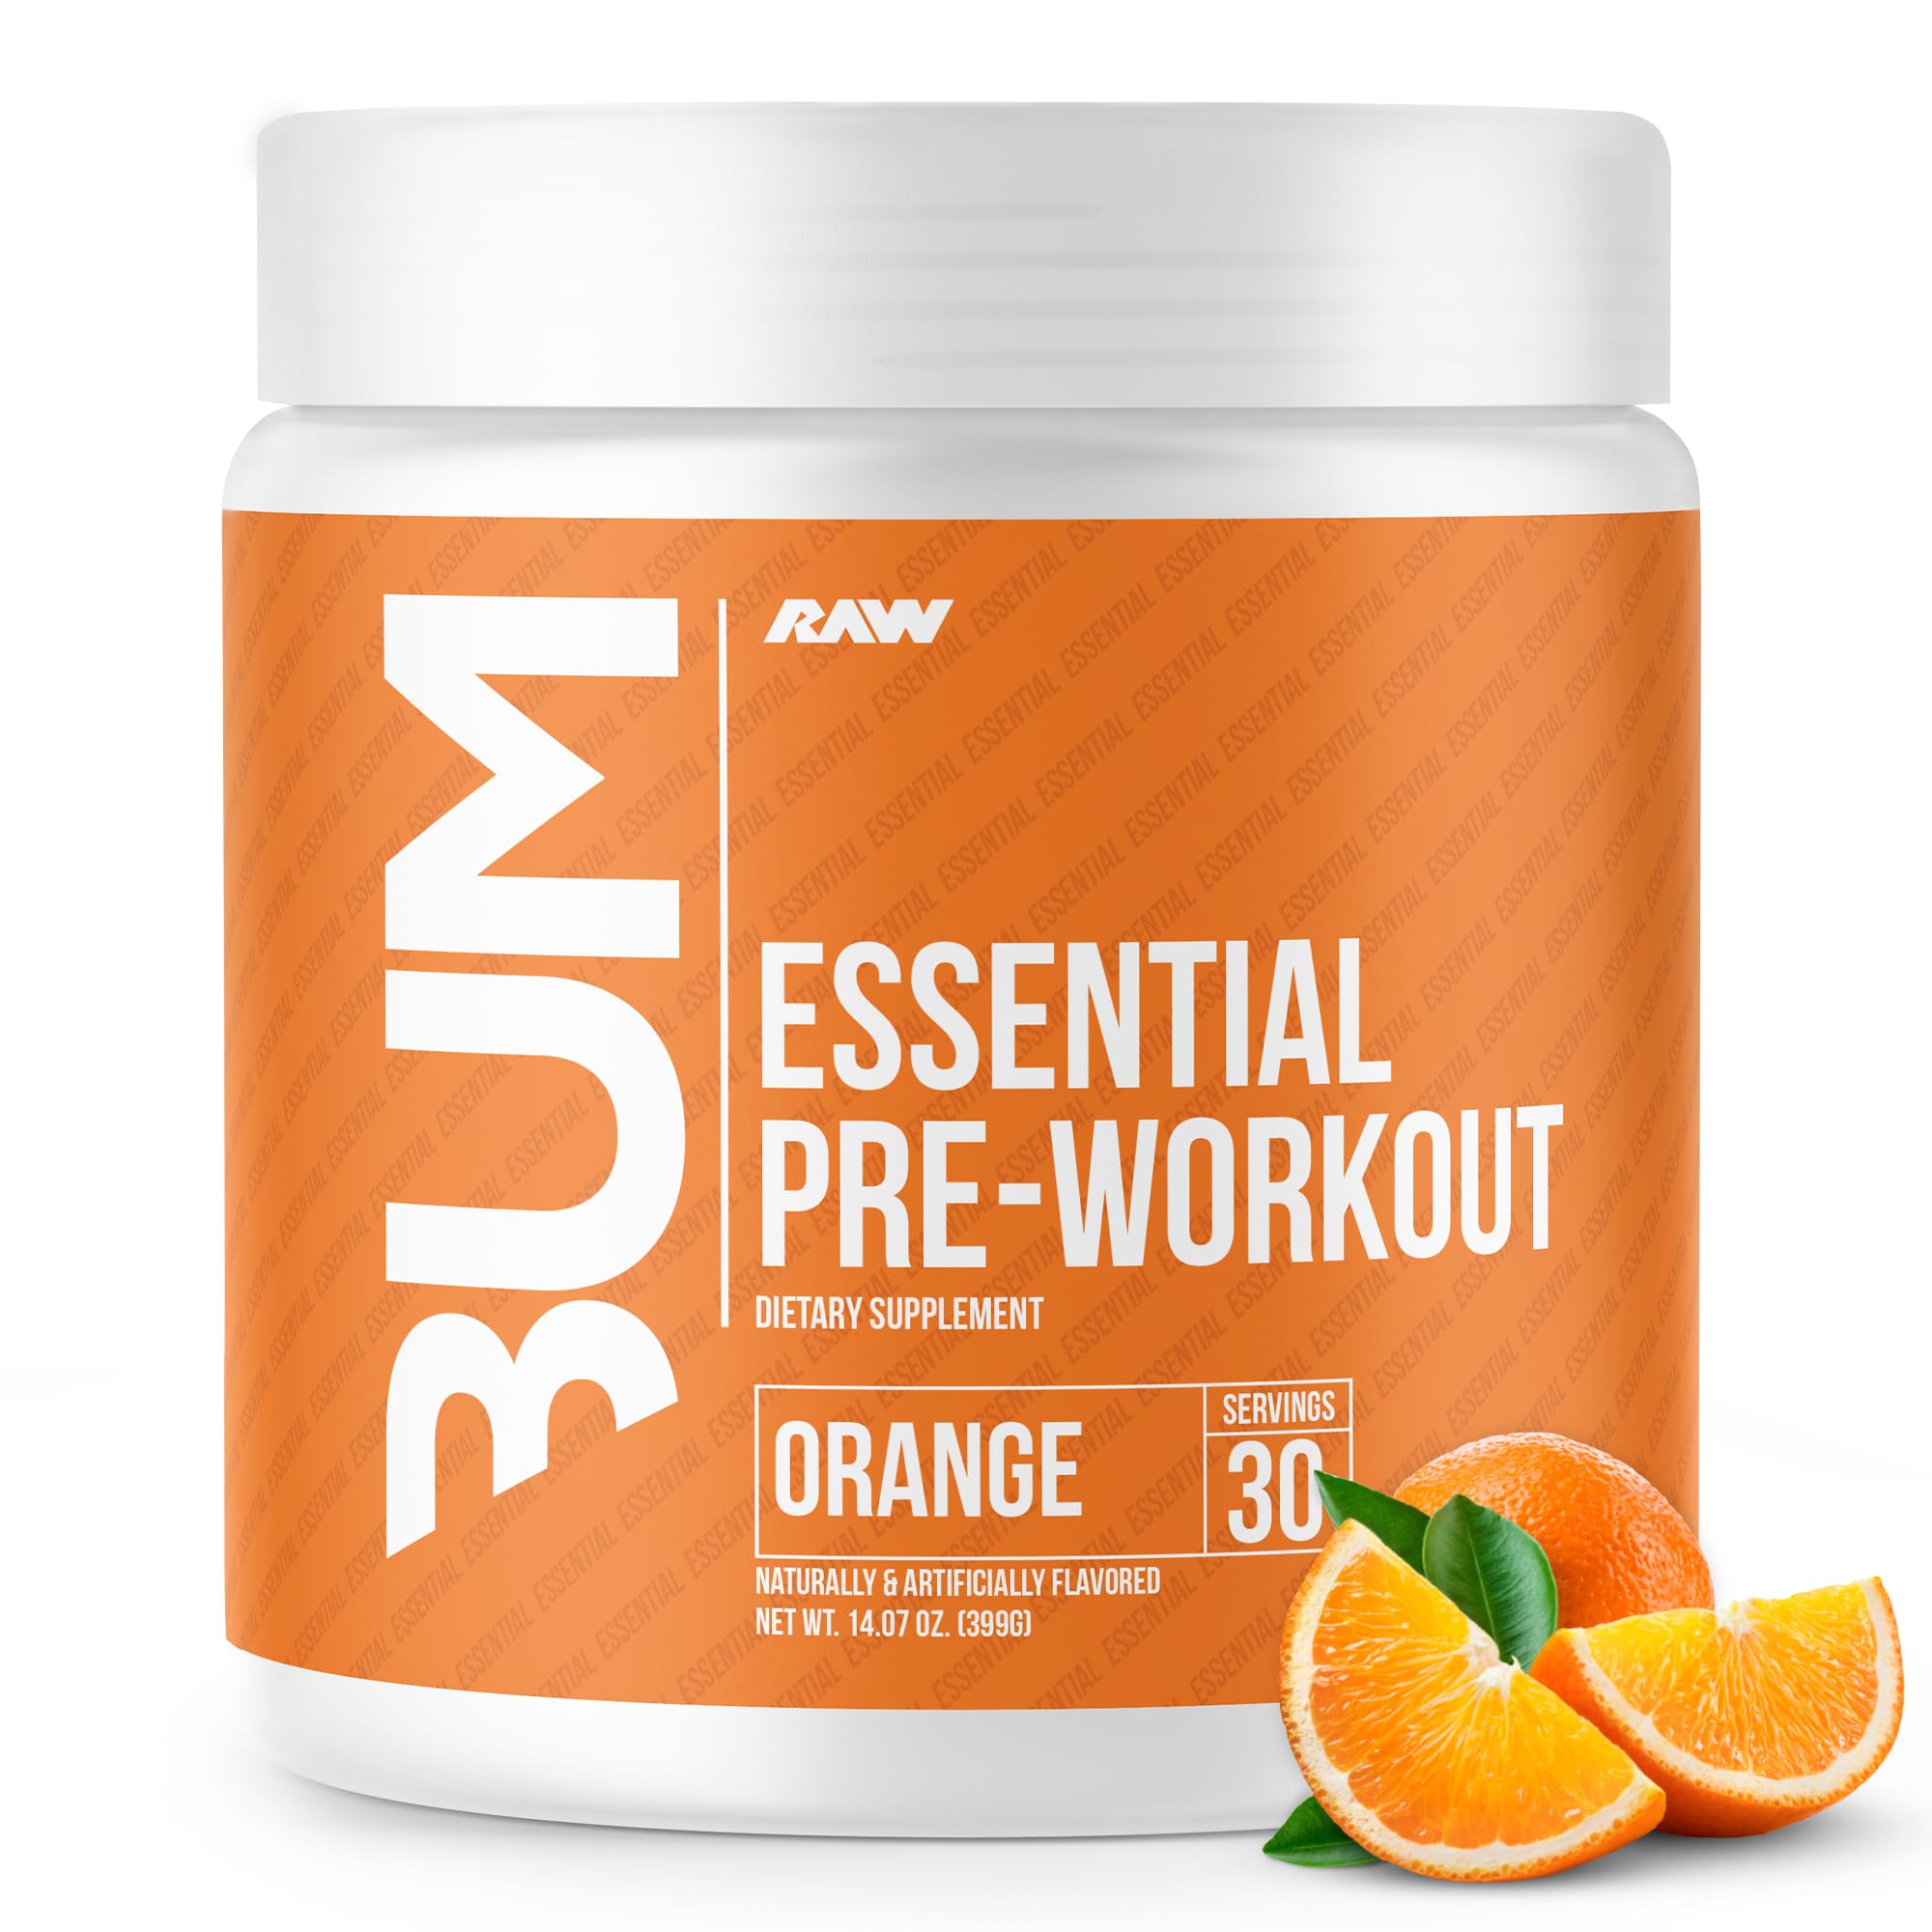 BUM
RAW
ESSENTIAL
PRE-WORKOUT
DIETARY SUPPLEMENT
ORANGE
SERVINGS
30
NATURALLY & ARTIFICIALLY FLAVORED
NET WT. 14.07 OZ. (399G)